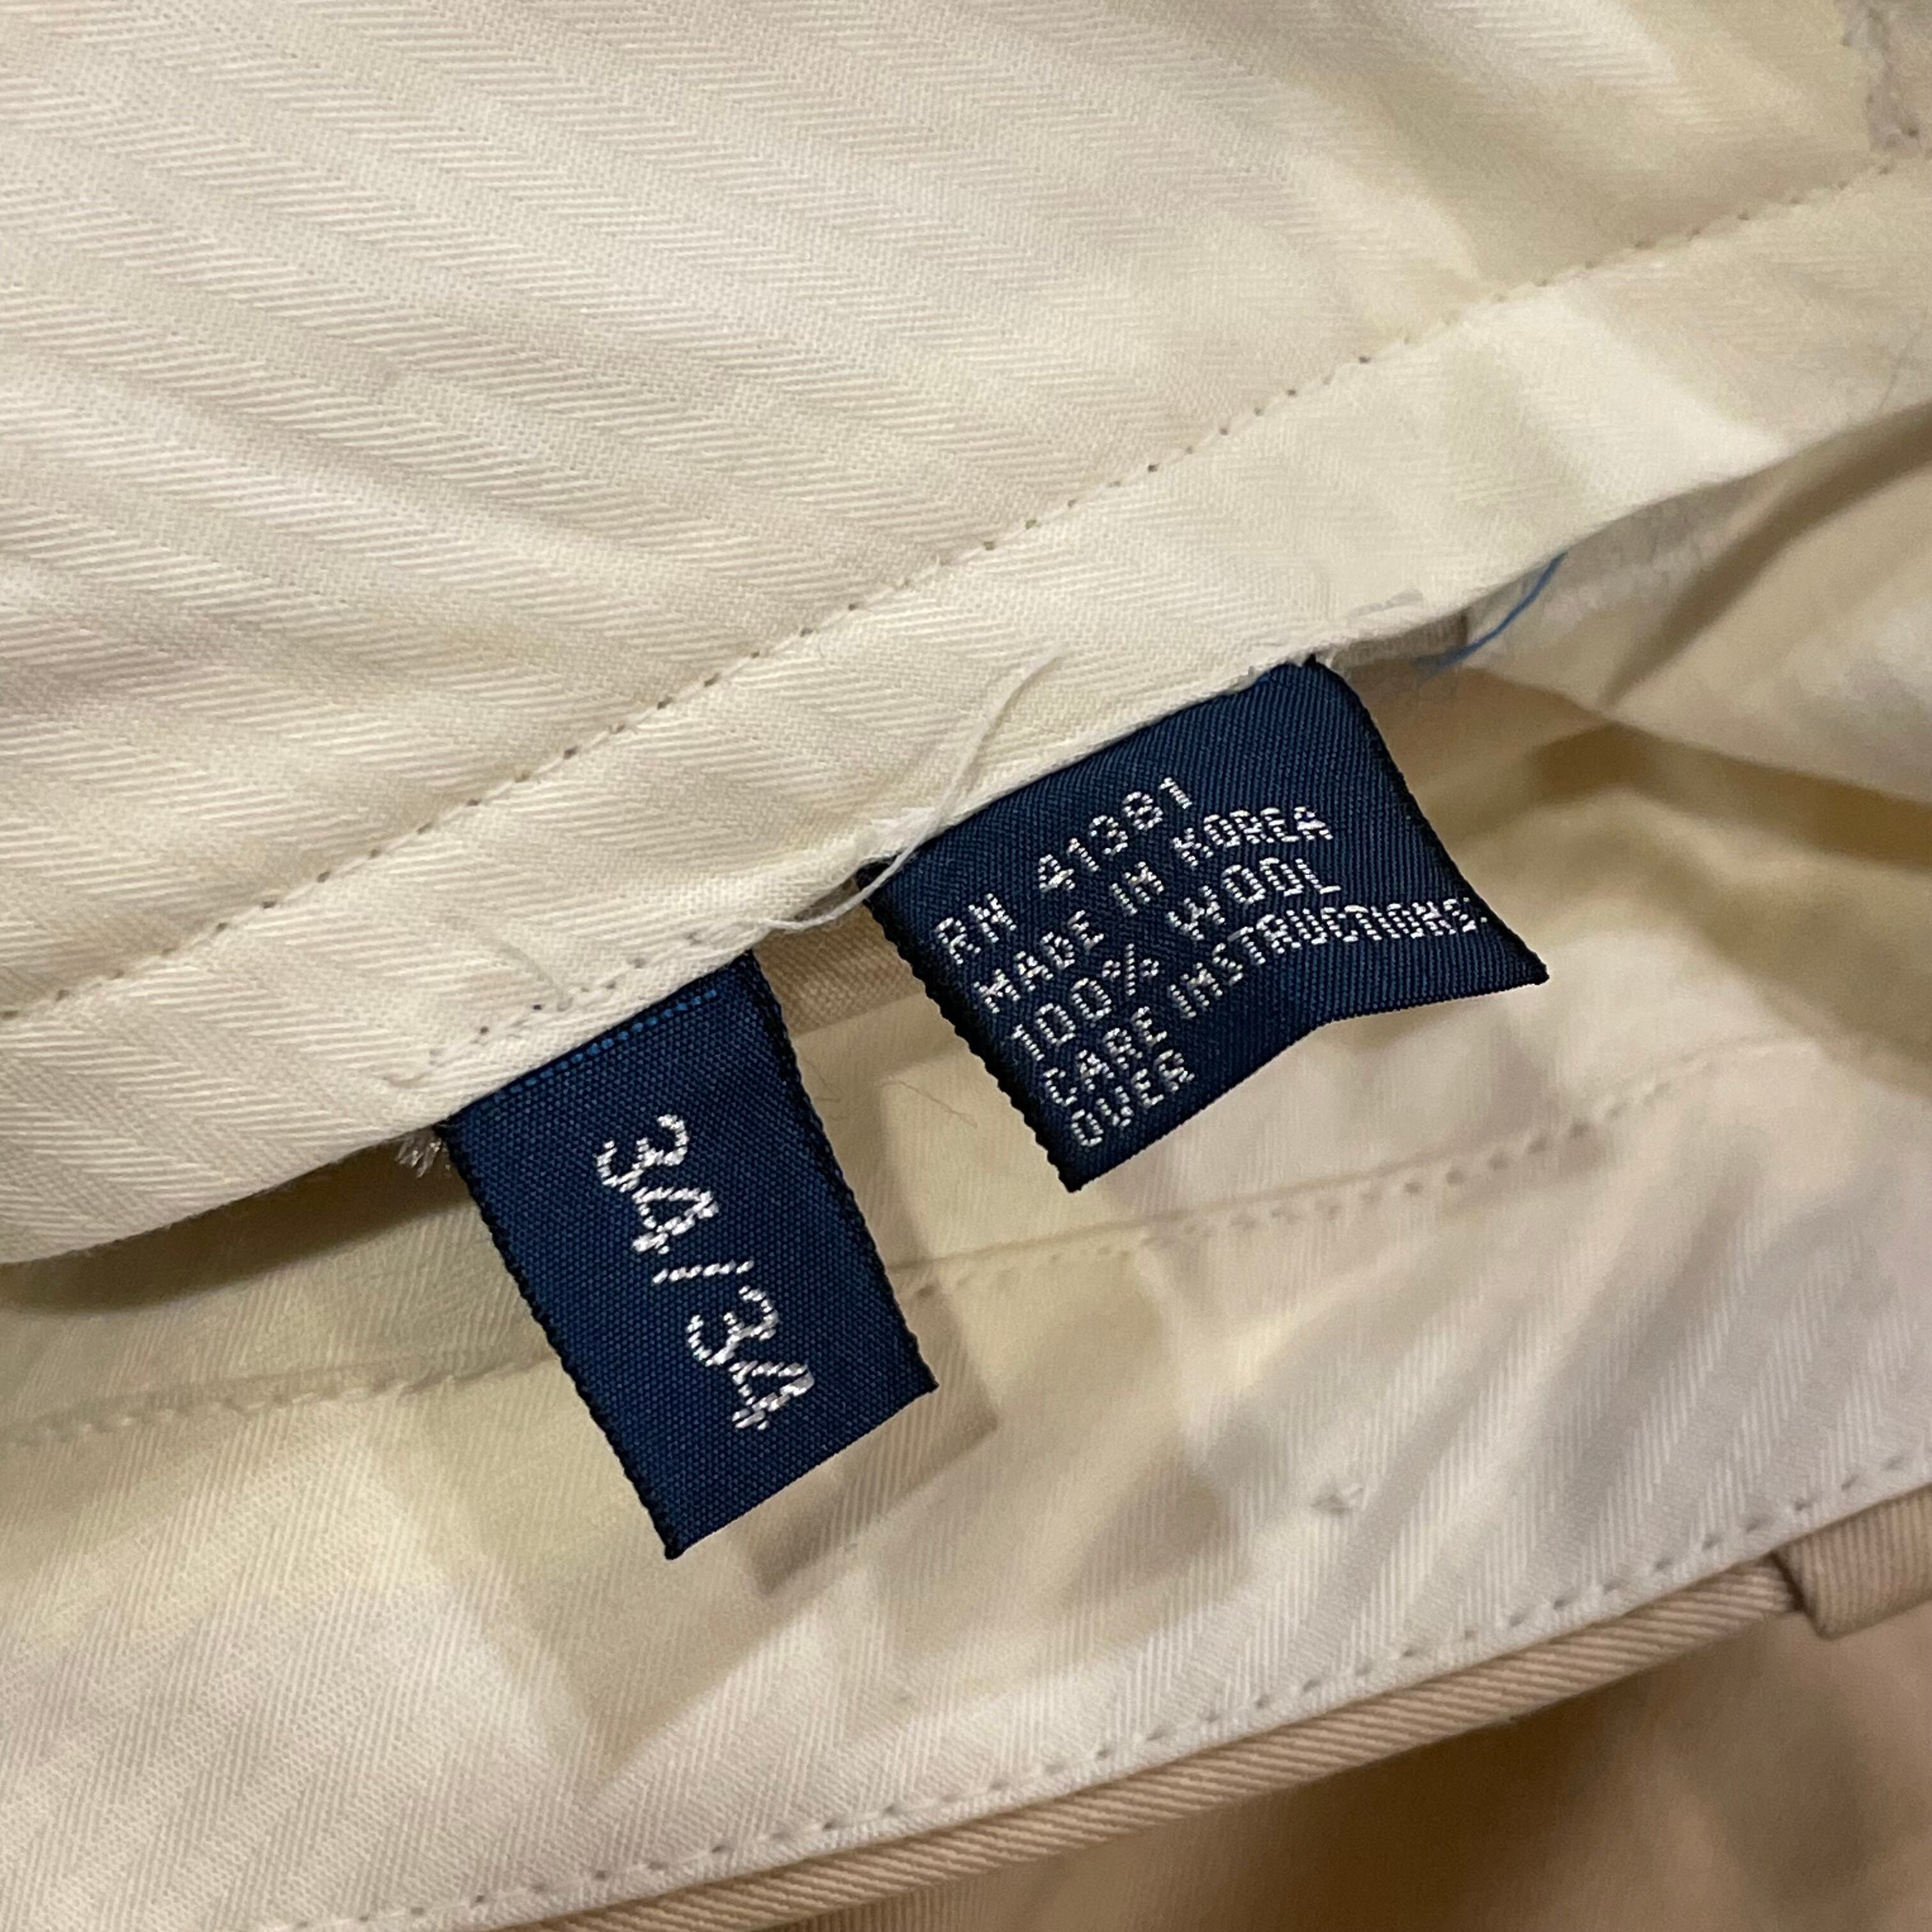 RN 41381
MADE IN KOREA
100% WOOL
CARE INSTRUCTIONS:
OVER
34/34